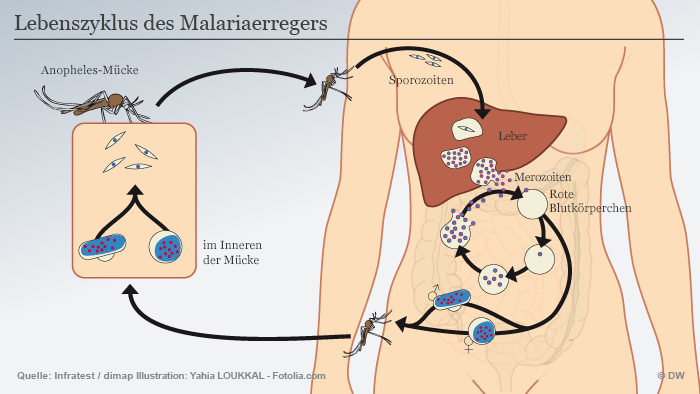 Lebenszyklus des Malariaerregers
Anopheles-Mücke
Sporozoiten
Leber
Merozoiten
Rote
Blutkörperchen
im Inneren
der Mücke
♂
♀
Quelle: Infratest / dimap Illustration: Yahia LOUKKAL - Fotolia.com
© DW